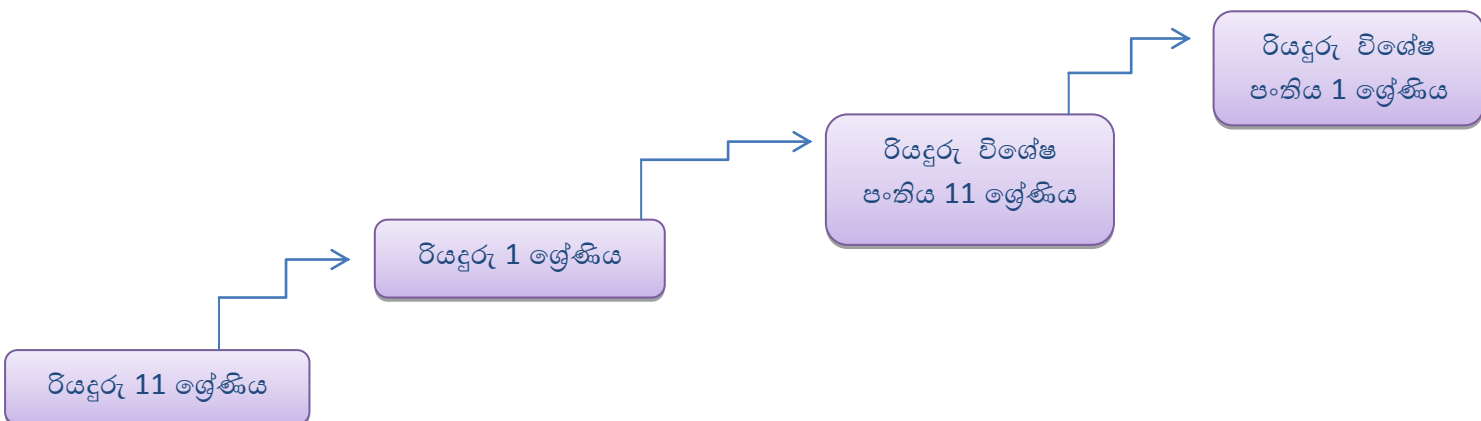 රියදුරු විශේෂ
පංතිය 1 ශ්‍රේණිය
රියදුරු විශේෂ
පංතිය 11 ශ්‍රේණිය
රියදුරු 1 ශ්‍රේණිය
රියදුරු 11 ශ්‍රේණිය